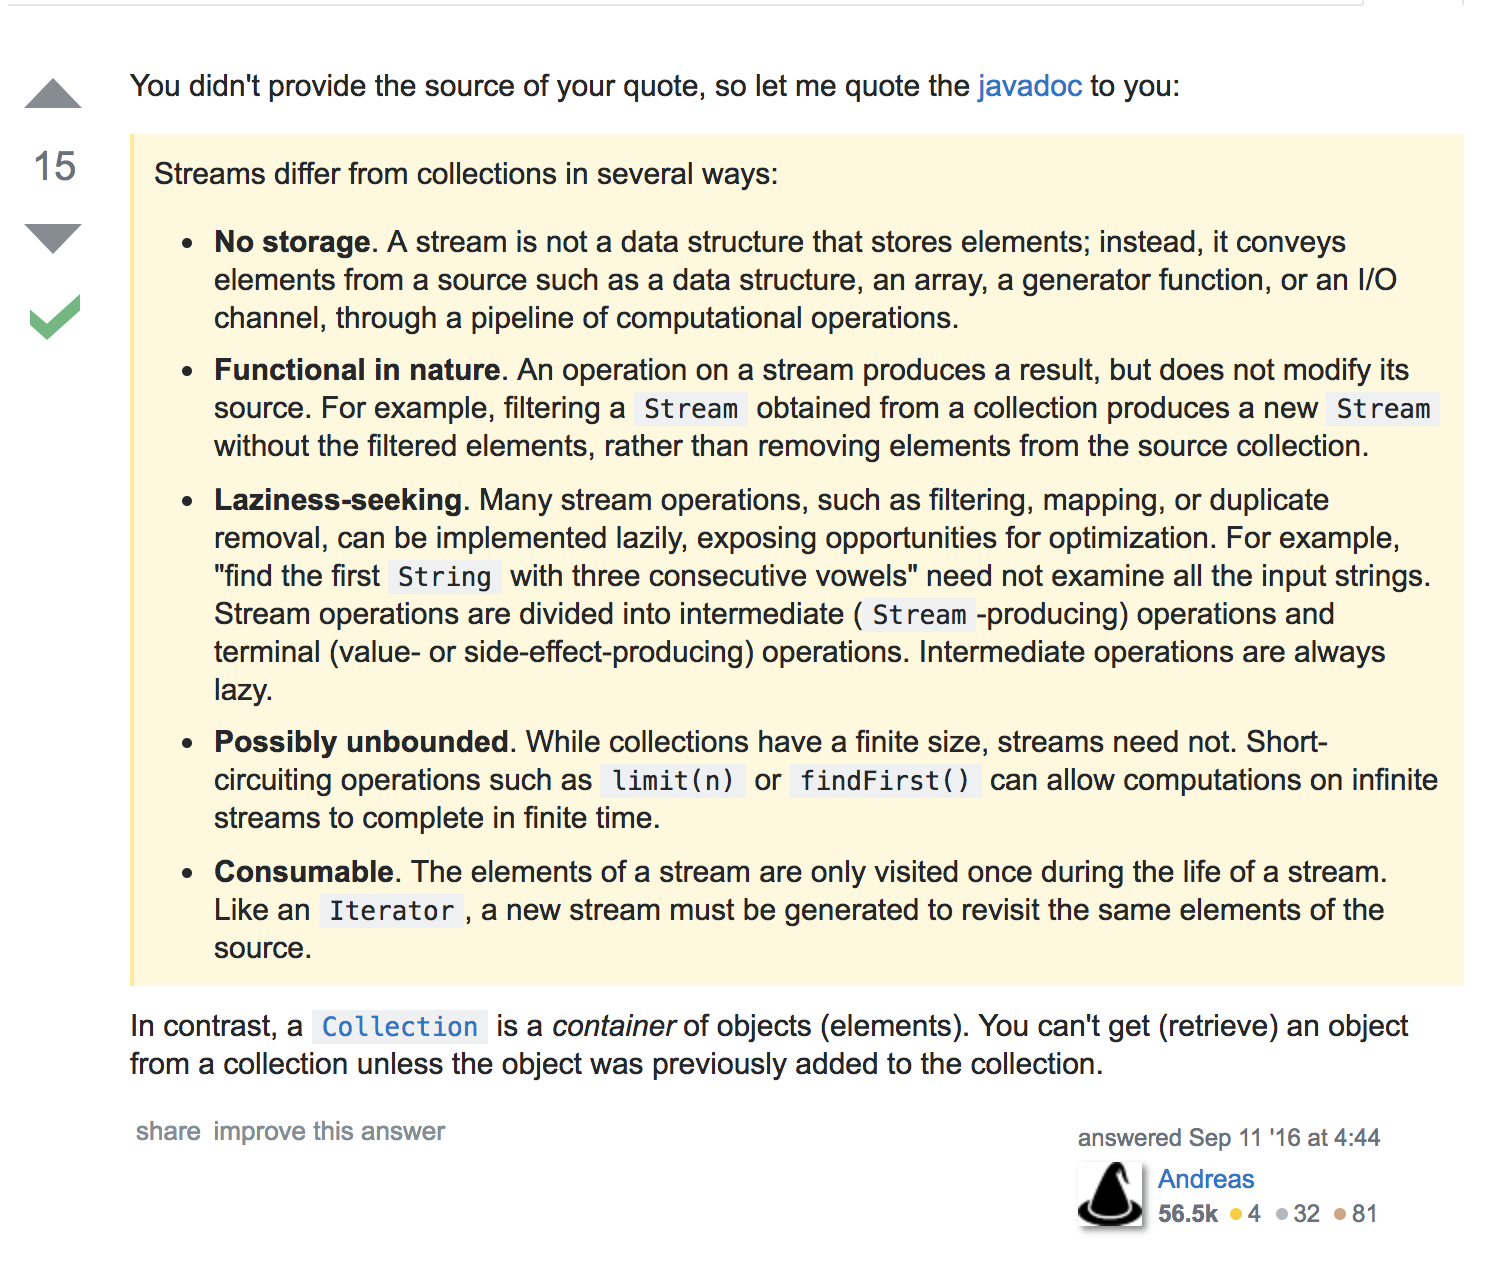 You didn't provide the source of your quote, so let me quote the javadoc to you:
15
Streams differ from collections in several ways:
• No storage. A stream is not a data structure that stores elements; instead, it conveys
elements from a source such as a data structure, an array, a generator function, or an I/O
channel, through a pipeline of computational operations.
• Functional in nature. An operation on a stream produces a result, but does not modify its
source. For example, filtering a Stream obtained from a collection produces a new Stream
without the filtered elements, rather than removing elements from the source collection.
• Laziness-seeking. Many stream operations, such as filtering, mapping, or duplicate
removal, can be implemented lazily, exposing opportunities for optimization. For example,
"find the first String with three consecutive vowels" need not examine all the input strings.
Stream operations are divided into intermediate (Stream-producing) operations and
terminal (value- or side-effect-producing) operations. Intermediate operations are always
lazy.
• Possibly unbounded. While collections have a finite size, streams need not. Short-
circuiting operations such as limit(n) or findFirst() can allow computations on infinite
streams to complete in finite time.
• Consumable. The elements of a stream are only visited once during the life of a stream.
Like an Iterator, a new stream must be generated to revisit the same elements of the
source.
In contrast, a Collection is a container of objects (elements). You can't get (retrieve) an object
from a collection unless the object was previously added to the collection.
share improve this answer
answered Sep 11 '16 at 4:44
Andreas
56.5k ●4 ●32 ●81